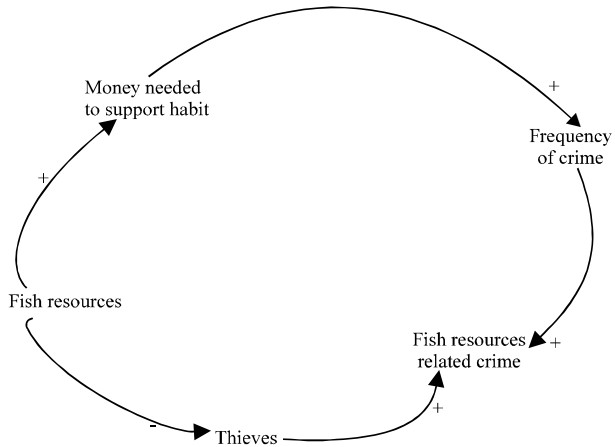 Money needed
to support habit
+
Frequency
of crime
+
Fish resources
Fish resources
related crime
+
-
Thieves
+